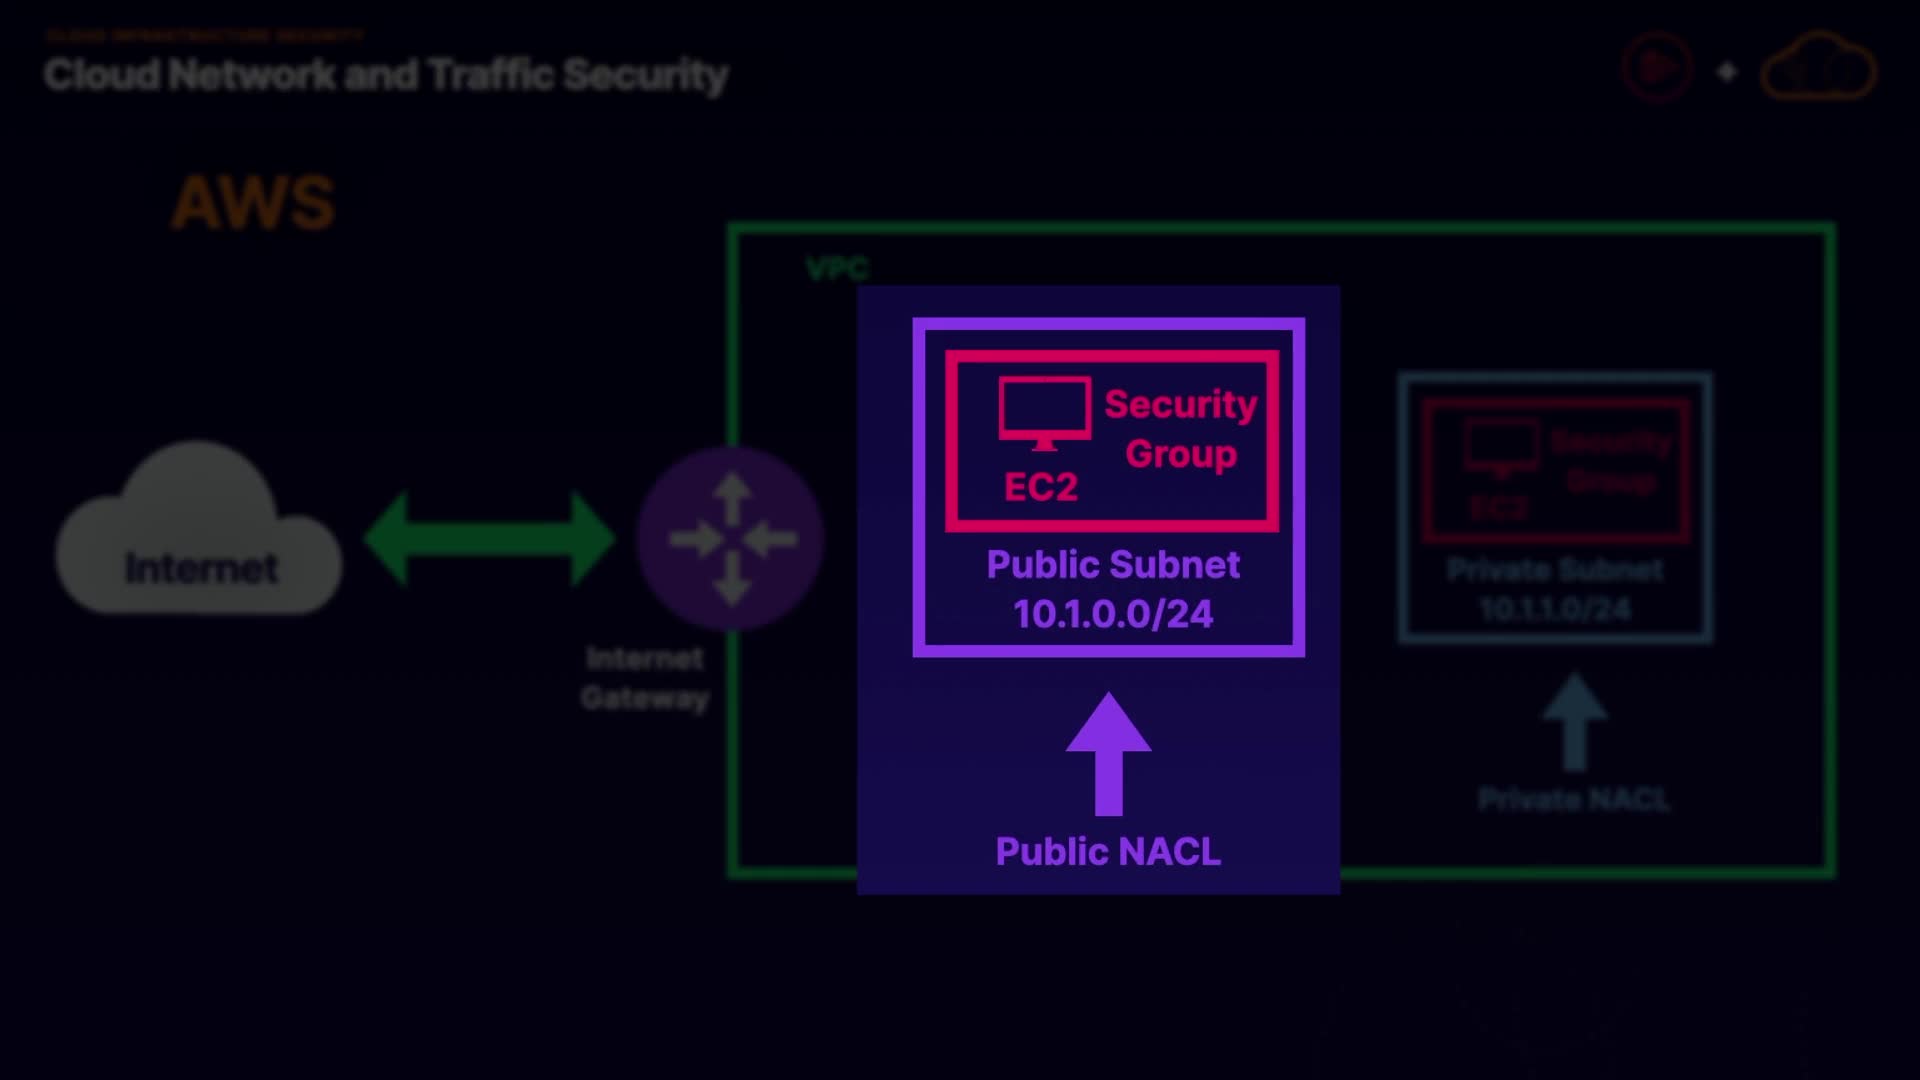 CLOUD INFRASTRUCTURE SECURITY
Cloud Network and Traffic Security
AWS
VPC
Internet
Internet
Gateway
Security
Group
EC2
Public Subnet
10.1.0.0/24
Public NACL
Security
Group
EC2
Private Subnet
10.1.1.0/24
Private NACL